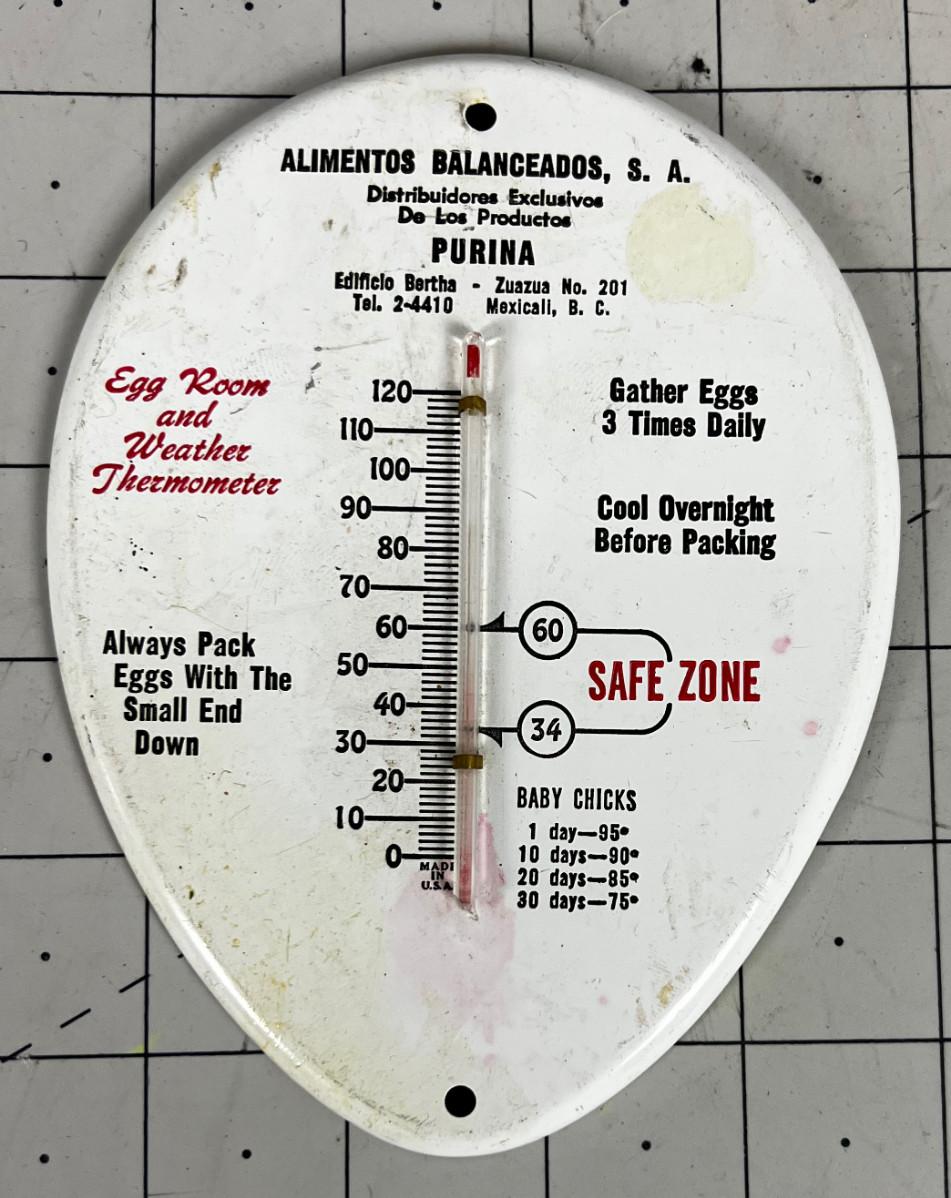 ALIMENTOS BALANCEADOS, S. A.
Distribuidores Exclusivos
De Los Productos
PURINA
Edificio Bertha - Zuazua No. 201
Tel. 2-4410 Mexicali, B. C.
Egg Room
and
Weather
Thermometer
Always Pack
Eggs With The
Small End
Down
120
110
100
90
80
70
60
50
40
30
20
10
0
MADE
IN
U.S.A.
Gather Eggs
3 Times Daily
Cool Overnight
Before Packing
60
SAFE ZONE
34
BABY CHICKS
1 day—95°
10 days—90°
20 days—85°
30 days—75°